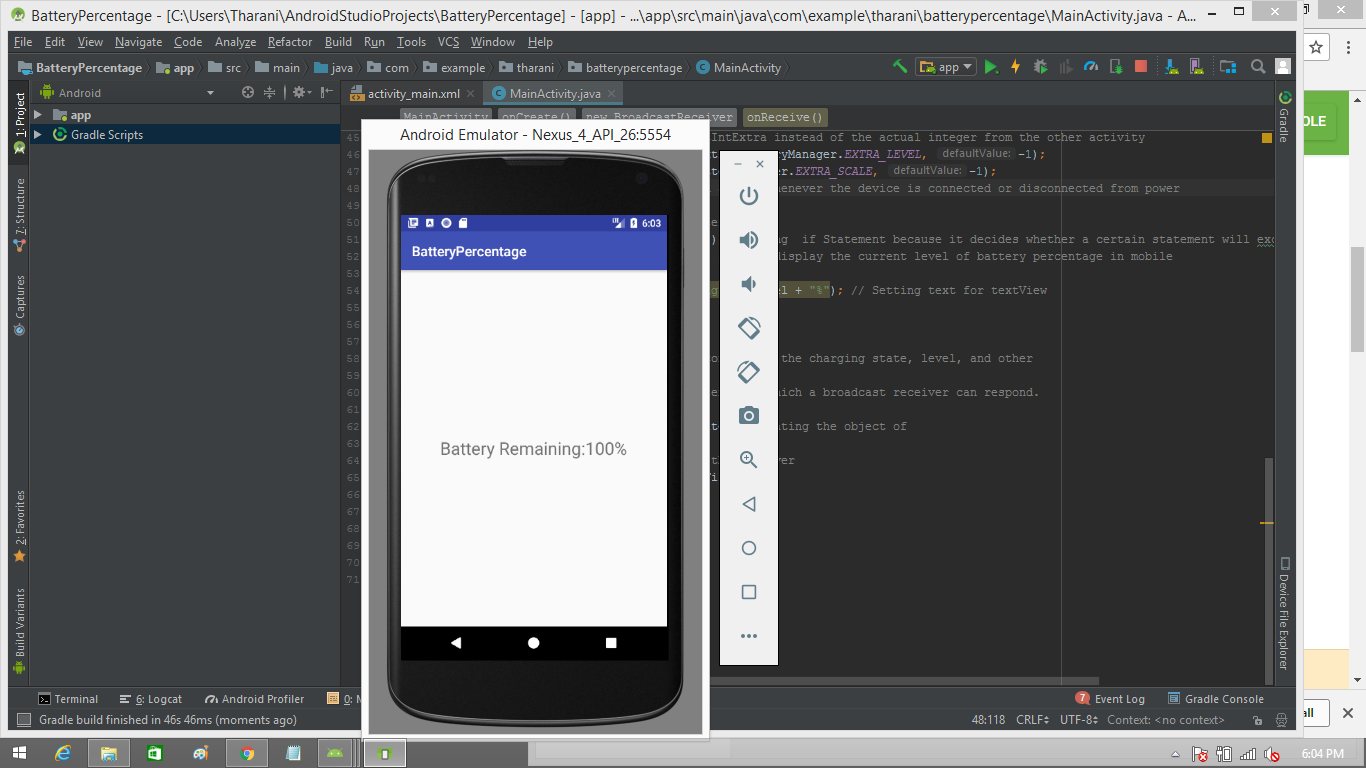 BatteryPercentage - [C:\Users\Tharani\AndroidStudioProjects\BatteryPercentage] - [app] - ...\app\src\main\java\com\example\tharani\batterypercentage\MainActivity.java - A...
File Edit View Navigate Code Analyze Refactor Build Run Tools VCS Window Help
BatteryPercentage app src main java com example tharani batterypercentage MainActivity app
1: Project
Android
activity_main.xml MainActivity.java
app
Gradle Scripts
MainActivity onCreate() new BroadcastReceiver onReceive()
Android Emulator - Nexus_4_API_26:5554
45 IntExtra instead of the actual integer from the other activity
46 ryManager.EXTRA_LEVEL, defaultValue: -1);
47 er.EXTRA_SCALE, defaultValue: -1);
48 henever the device is connected or disconnected from power
49
50 e
51 ) ng if Statement because it decides whether a certain statement will exc
52 display the current level of battery percentage in mobile
53
54 g el + "%"); // Setting text for textView
55
56
57
58 the charging state, level, and other
59
60 hich a broadcast receiver can respond.
61
62 ating the object of
63
64 ver
65
66
67
68
69
70
71
6:03
BatteryPercentage
Battery Remaining:100%
7: Structure
Captures
2: Favorites
Build Variants
Gradle
Device File Explorer
OLE
Terminal 6: Logcat Android Profiler 0: M
7 Event Log Gradle Console
Gradle build finished in 46s 46ms (moments ago)
48:118 CRLF UTF-8 Context: <no context>
all
6:04 PM